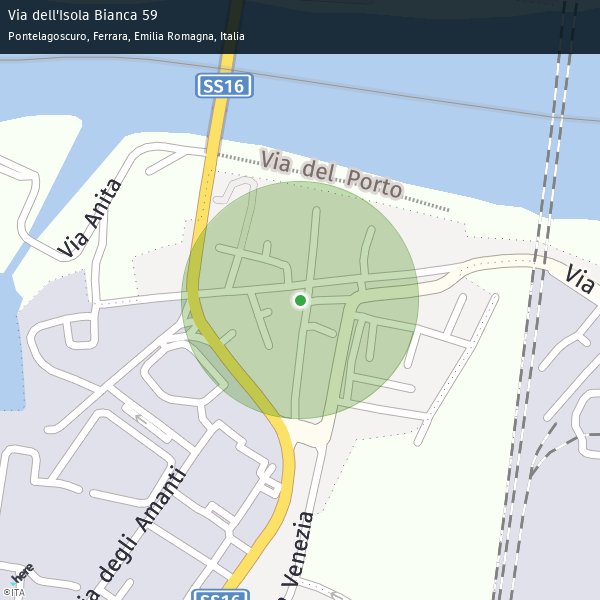 Via dell'Isola Bianca 59
Pontelagoscuro, Ferrara, Emilia Romagna, Italia
SS16
Via del Porto
Via Anita
Via
Via degli Amanti
Venezia
SS16
here
©ITA